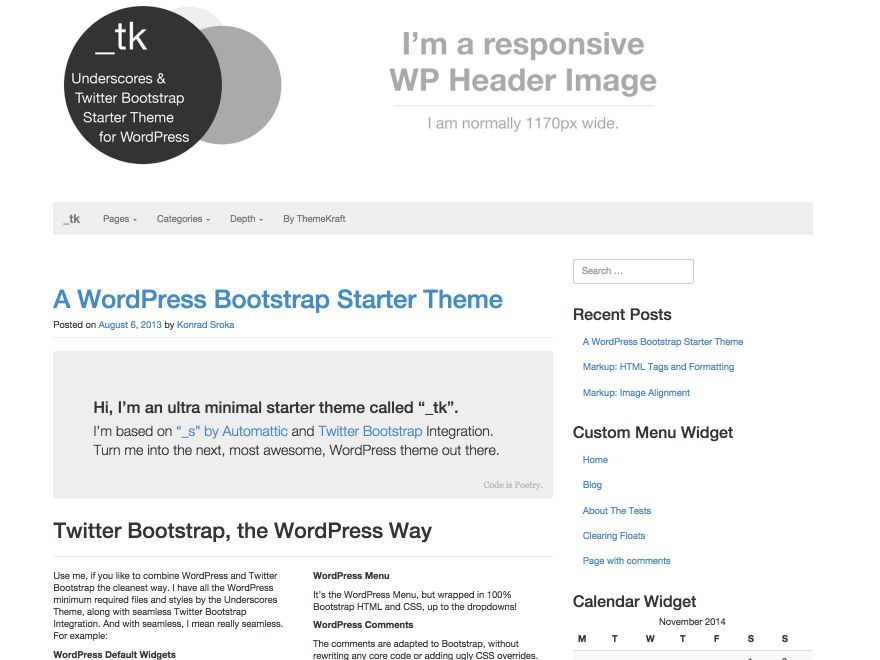 _tk
Underscores &
Twitter Bootstrap
Starter Theme
for WordPress
I'm a responsive
WP Header Image
I am normally 1170px wide.
_tk Pages Categories Depth By ThemeKraft
A WordPress Bootstrap Starter Theme
Posted on August 6, 2013 by Konrad Sroka
Hi, I'm an ultra minimal starter theme called “_tk”.
I'm based on “_s” by Automattic and Twitter Bootstrap Integration.
Turn me into the next, most awesome, WordPress theme out there.
Code is Poetry.
Twitter Bootstrap, the WordPress Way
Use me, if you like to combine WordPress and Twitter
Bootstrap the cleanest way. I have all the WordPress
minimum required files and styles by the Underscores
Theme, along with seamless Twitter Bootstrap
Integration. And with seamless, I mean really seamless.
For example:
WordPress Default Widgets
WordPress Menu
It's the WordPress Menu, but wrapped in 100%
Bootstrap HTML and CSS, up to the dropdowns!
WordPress Comments
The comments are adapted to Bootstrap, without
rewriting any core code or adding ugly CSS overrides.
Search …
Recent Posts
A WordPress Bootstrap Starter Theme
Markup: HTML Tags and Formatting
Markup: Image Alignment
Custom Menu Widget
Home
Blog
About The Tests
Clearing Floats
Page with comments
Calendar Widget
November 2014
M T W T F S S